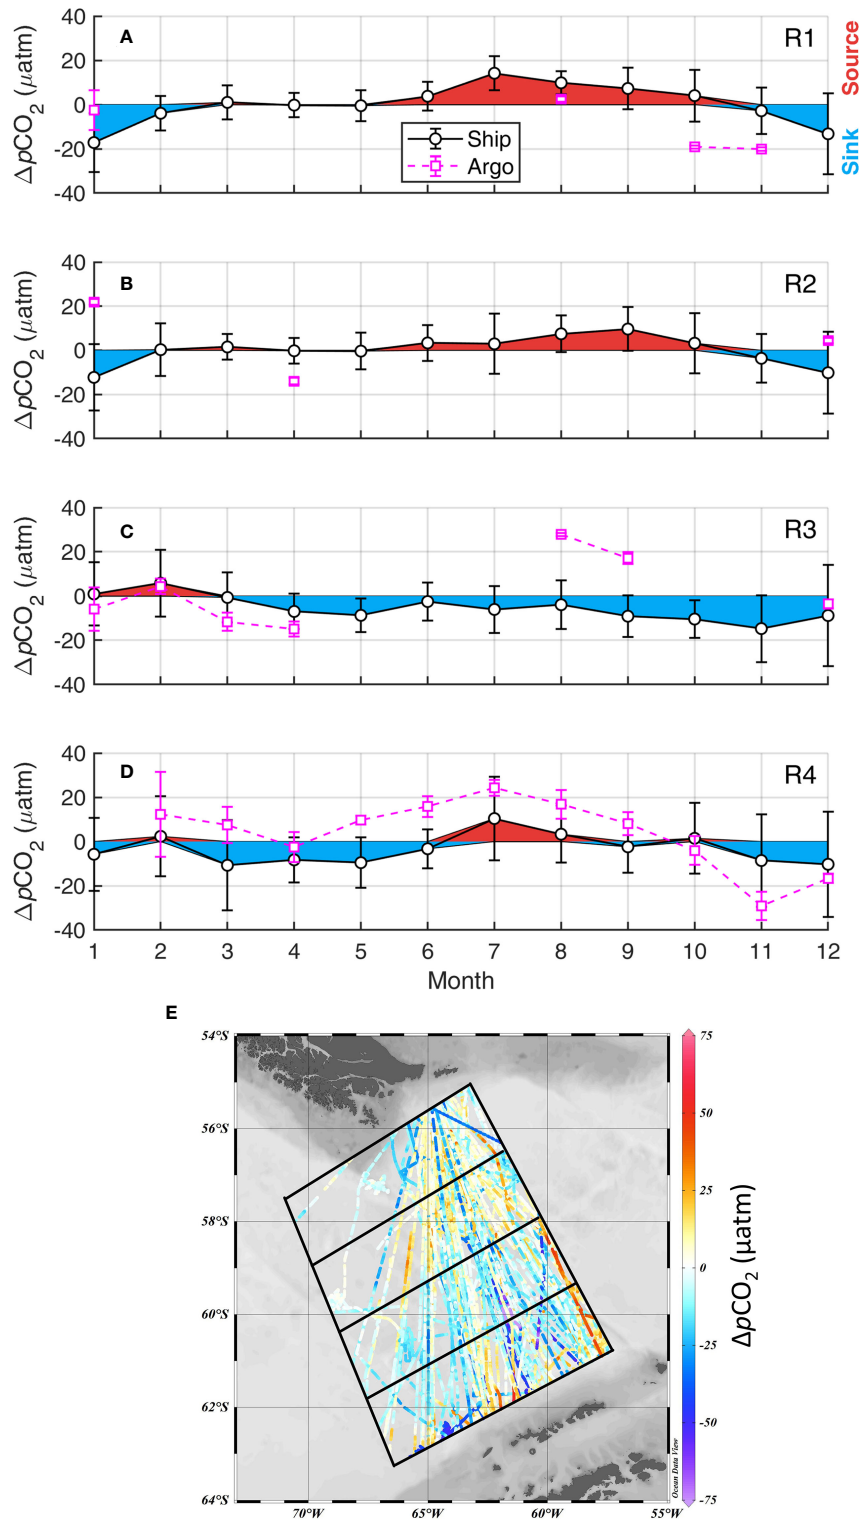 A
R1
40
20
0
-20
-40
ΔpCO2 (μatm)
Ship
Argo
Source
Sink
B
R2
40
20
0
-20
-40
ΔpCO2 (μatm)
C
R3
40
20
0
-20
-40
ΔpCO2 (μatm)
D
R4
40
20
0
-20
-40
ΔpCO2 (μatm)
1 2 3 4 5 6 7 8 9 10 11 12
Month
E
54°S
56°S
58°S
60°S
62°S
64°S
70°W 65°W 60°W 55°W
75
50
25
0
-25
-50
-75
ΔpCO2 (μatm)
Ocean Data View